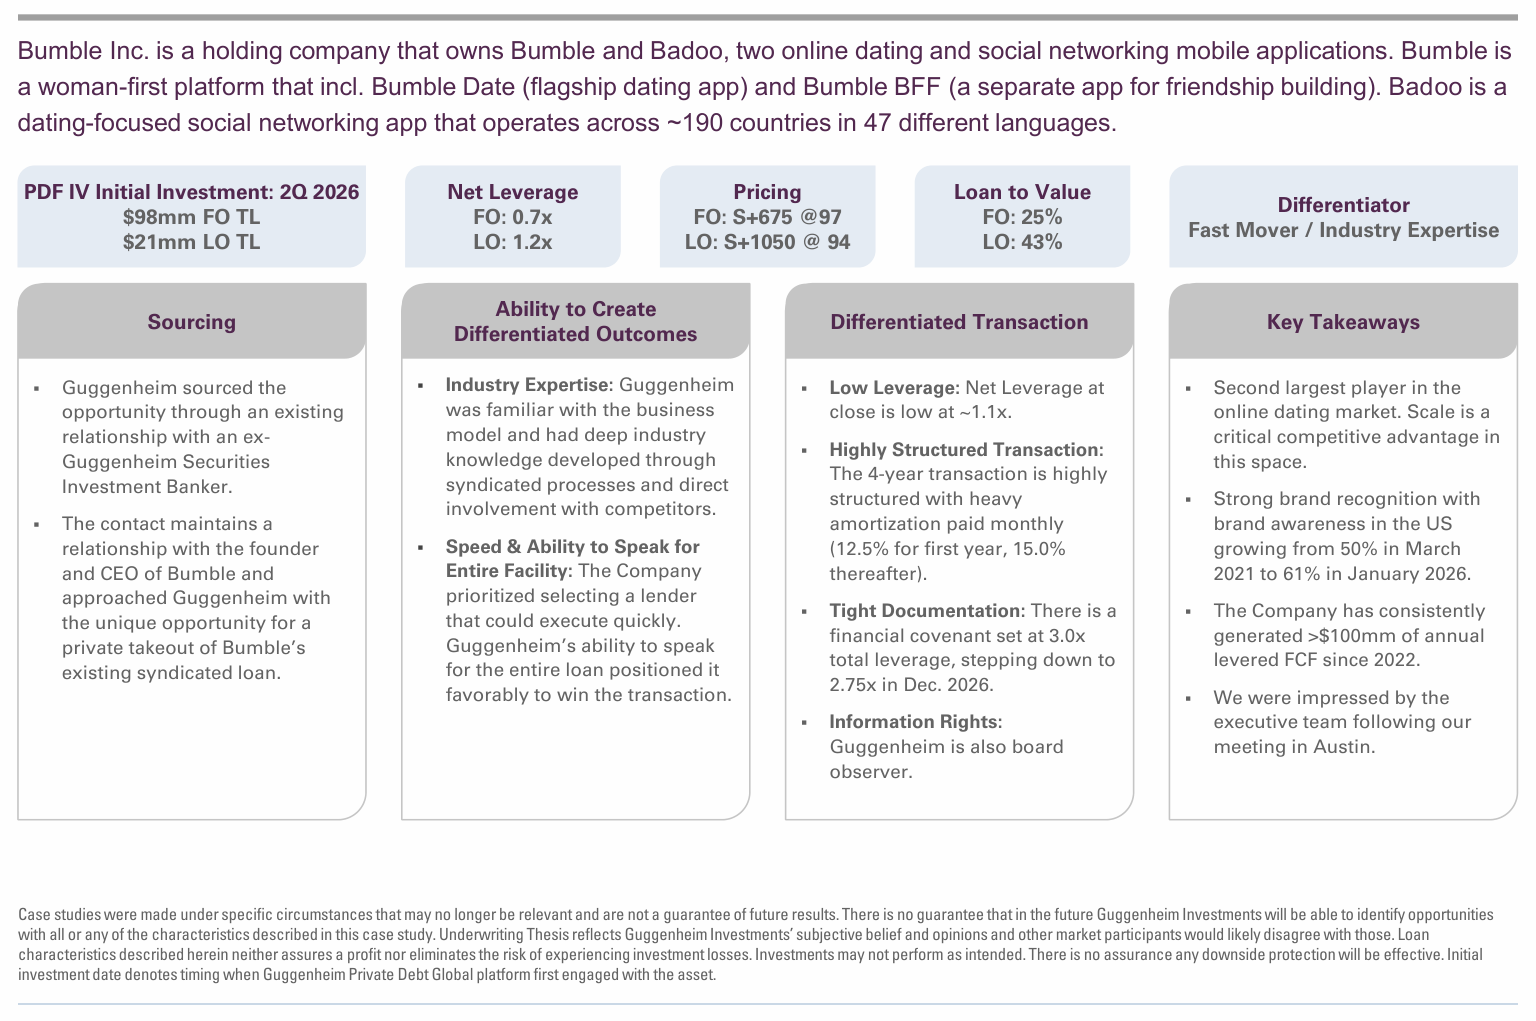 Bumble Inc. is a holding company that owns Bumble and Badoo, two online dating and social networking mobile applications. Bumble is
a woman-first platform that incl. Bumble Date (flagship dating app) and Bumble BFF (a separate app for friendship building). Badoo is a
dating-focused social networking app that operates across ~190 countries in 47 different languages.
PDF IV Initial Investment: 2Q 2026
$98mm FO TL
$21mm LO TL
Net Leverage
FO: 0.7x
LO: 1.2x
Pricing
FO: S+675 @97
LO: S+1050 @ 94
Loan to Value
FO: 25%
LO: 43%
Differentiator
Fast Mover / Industry Expertise
Sourcing
▪ Guggenheim sourced the
opportunity through an existing
relationship with an ex-
Guggenheim Securities
Investment Banker.
▪ The contact maintains a
relationship with the founder
and CEO of Bumble and
approached Guggenheim with
the unique opportunity for a
private takeout of Bumble's
existing syndicated loan.
Ability to Create
Differentiated Outcomes
▪ Industry Expertise: Guggenheim
was familiar with the business
model and had deep industry
knowledge developed through
syndicated processes and direct
involvement with competitors.
▪ Speed & Ability to Speak for
Entire Facility: The Company
prioritized selecting a lender
that could execute quickly.
Guggenheim's ability to speak
for the entire loan positioned it
favorably to win the transaction.
Differentiated Transaction
▪ Low Leverage: Net Leverage at
close is low at ~1.1x.
▪ Highly Structured Transaction:
The 4-year transaction is highly
structured with heavy
amortization paid monthly
(12.5% for first year, 15.0%
thereafter).
▪ Tight Documentation: There is a
financial covenant set at 3.0x
total leverage, stepping down to
2.75x in Dec. 2026.
▪ Information Rights:
Guggenheim is also board
observer.
Key Takeaways
▪ Second largest player in the
online dating market. Scale is a
critical competitive advantage in
this space.
▪ Strong brand recognition with
brand awareness in the US
growing from 50% in March
2021 to 61% in January 2026.
▪ The Company has consistently
generated >$100mm of annual
levered FCF since 2022.
▪ We were impressed by the
executive team following our
meeting in Austin.
Case studies were made under specific circumstances that may no longer be relevant and are not a guarantee of future results. There is no guarantee that in the future Guggenheim Investments will be able to identify opportunities
with all or any of the characteristics described in this case study. Underwriting Thesis reflects Guggenheim Investments' subjective belief and opinions and other market participants would likely disagree with those. Loan
characteristics described herein neither assures a profit nor eliminates the risk of experiencing investment losses. Investments may not perform as intended. There is no assurance any downside protection will be effective. Initial
investment date denotes timing when Guggenheim Private Debt Global platform first engaged with the asset.